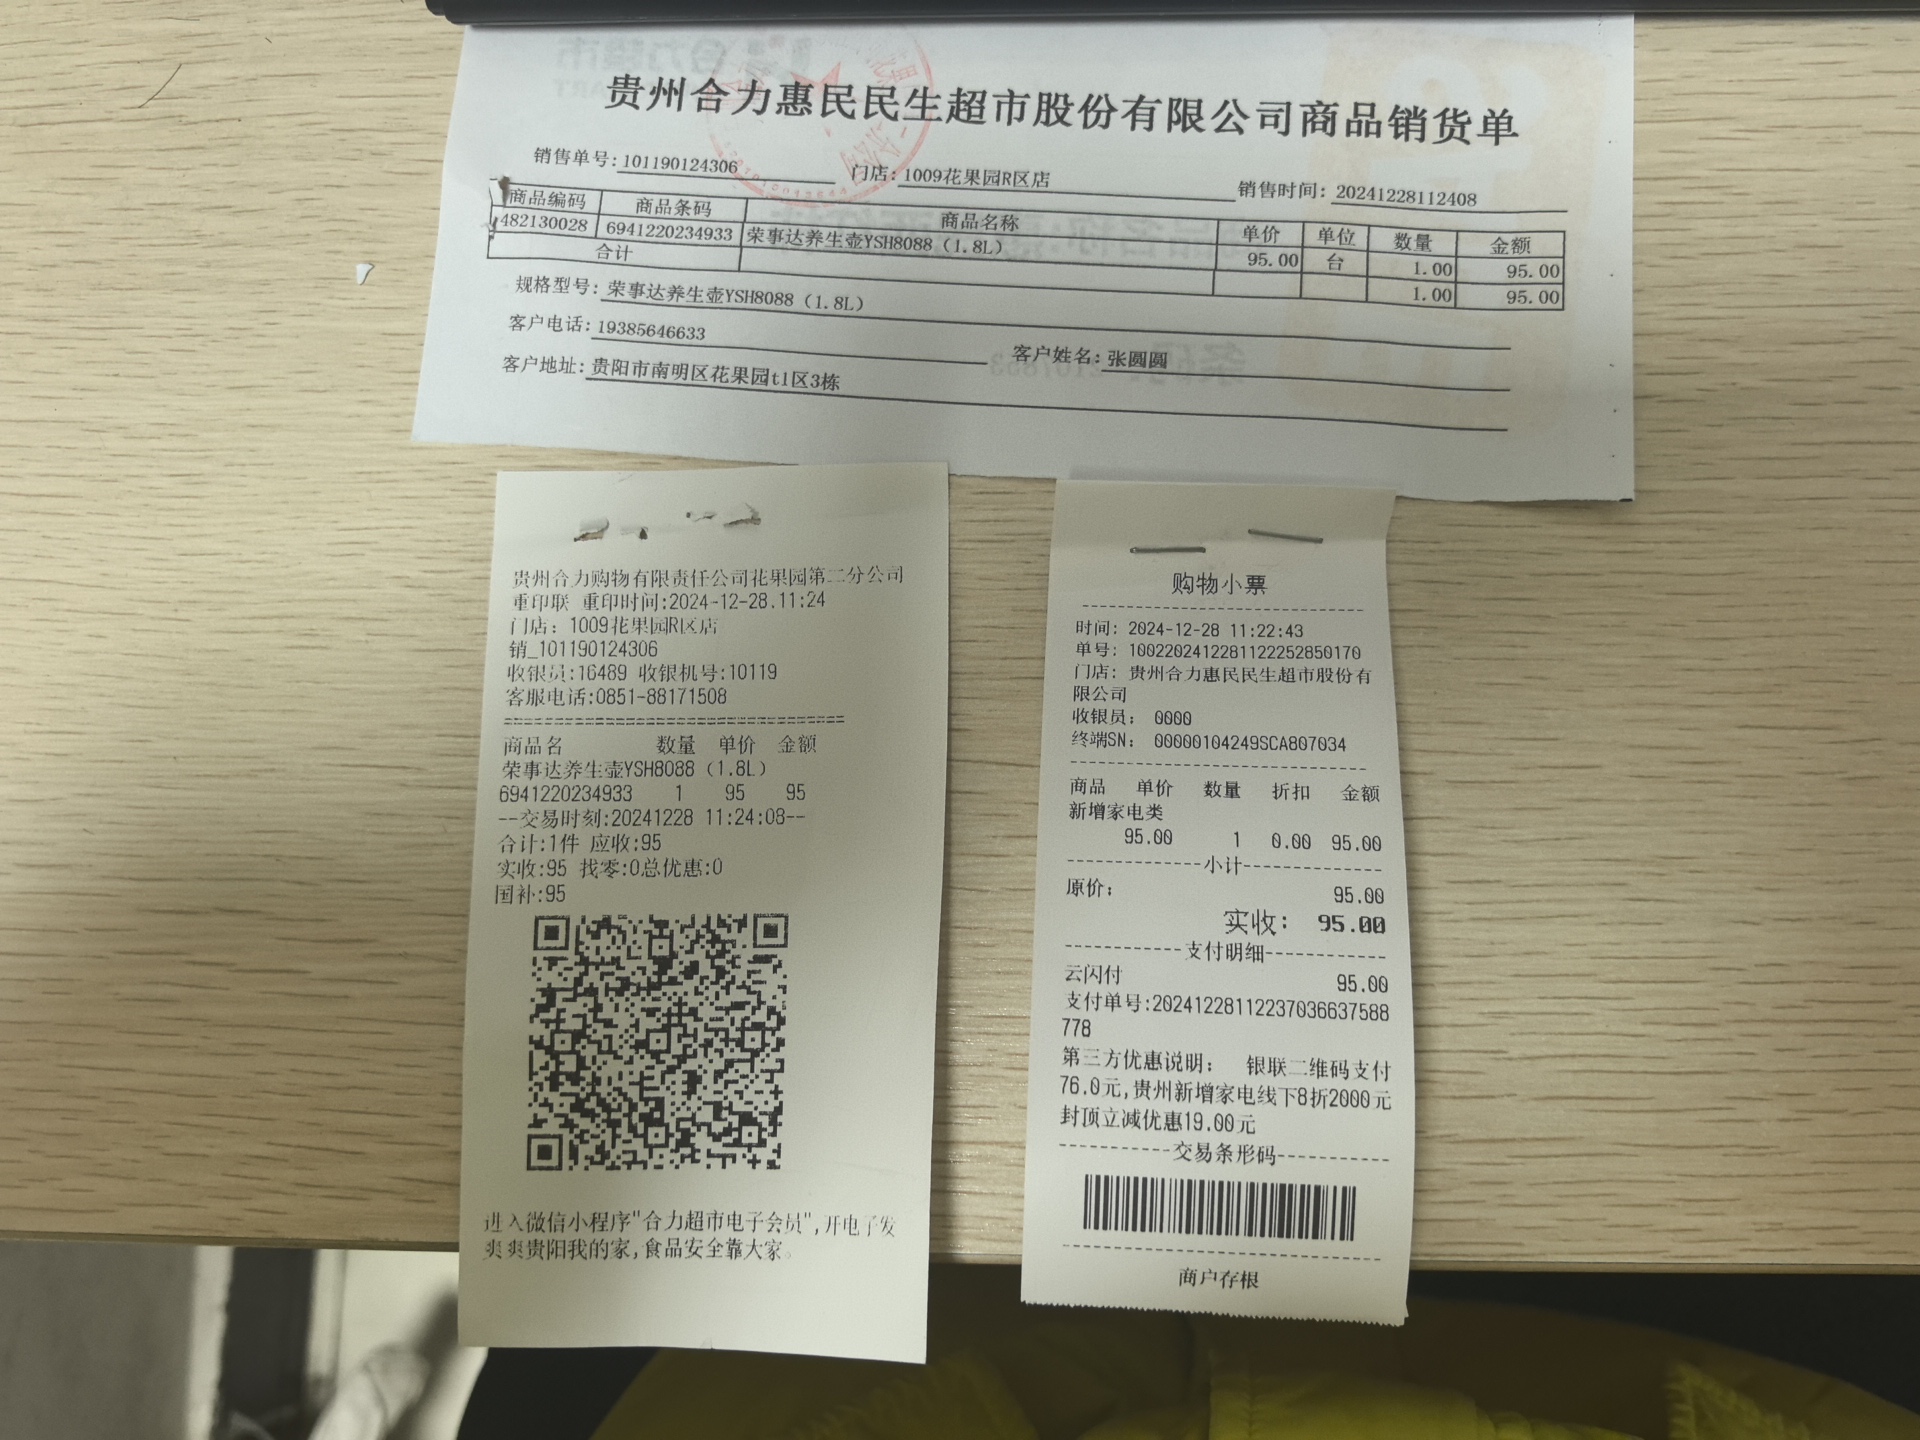 贵州合力惠民民生超市股份有限公司商品销货单
销售单号:101190124306 门店:1009花果园R区店 销售时间:20241228112408
商品编码 商品条码 商品名称 单价 单位 数量 金额
482130028 6941220234933 荣事达养生壶YSH8088（1.8L） 95.00 台 1.00 95.00
合计 1.00 95.00
规格型号:荣事达养生壶YSH8088（1.8L）
客户电话:19385646633 客户姓名:张圆圆
客户地址:贵阳市南明区花果园t1区3栋
贵州合力购物有限责任公司花果园第二分公司
重印联 重印时间:2024-12-28.11:24
门店：1009花果园R区店
销_101190124306
收银员:16489 收银机号:10119
客服电话:0851-88171508
==================================
商品名 数量 单价 金额
荣事达养生壶YSH8088（1.8L）
6941220234933 1 95 95
--交易时刻:20241228 11:24:08--
合计:1件 应收:95
实收:95 找零:0总优惠:0
国补:95
进入微信小程序"合力超市电子会员",开电子发
爽爽贵阳我的家,食品安全靠大家。
购物小票
时间: 2024-12-28 11:22:43
单号: 10022024122811222528501​70
门店: 贵州合力惠民民生超市股份有
限公司
收银员: 0000
终端SN: 00000104249SCA807034
商品 单价 数量 折扣 金额
新增家电类
95.00 1 0.00 95.00
------------小计------------
原价: 95.00
实收: 95.00
------------支付明细------------
云闪付 95.00
支付单号:20241228112237036637588
778
第三方优惠说明: 银联二维码支付
76.0元,贵州新增家电线下8折2000元
封顶立减优惠19.00元
-----------交易条形码-----------
商户存根